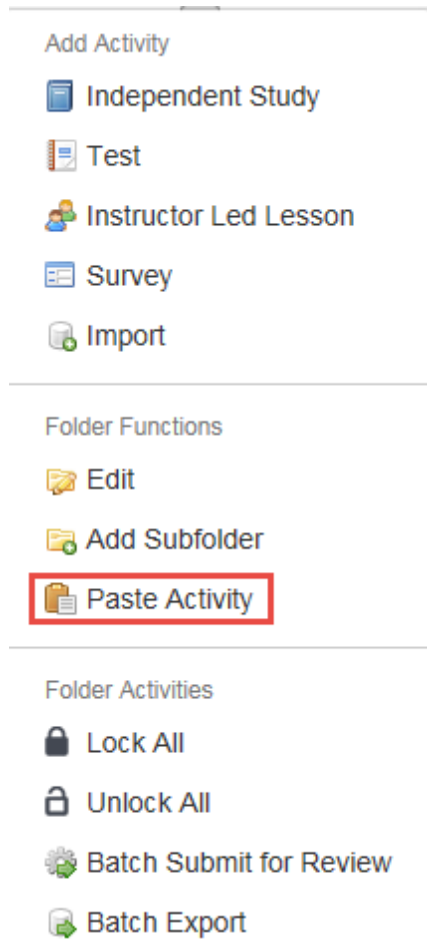 Add Activity
Independent Study
Test
Instructor Led Lesson
Survey
Import
Folder Functions
Edit
Add Subfolder
Paste Activity
Folder Activities
Lock All
Unlock All
Batch Submit for Review
Batch Export